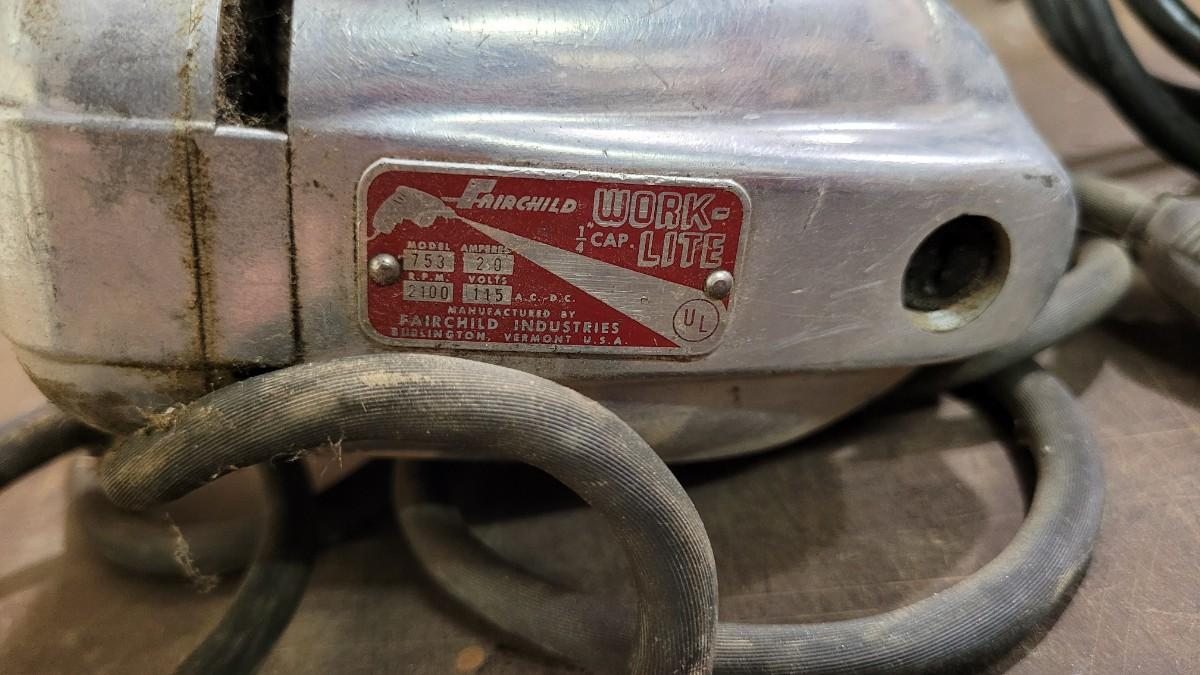 FAIRCHILD WORK-LITE
1/4" CAP.
MODEL AMPERES
753 2.0
R.P.M. VOLTS
2100 115 A.C.-D.C.
MANUFACTURED BY
FAIRCHILD INDUSTRIES
BURLINGTON, VERMONT U.S.A.
UL